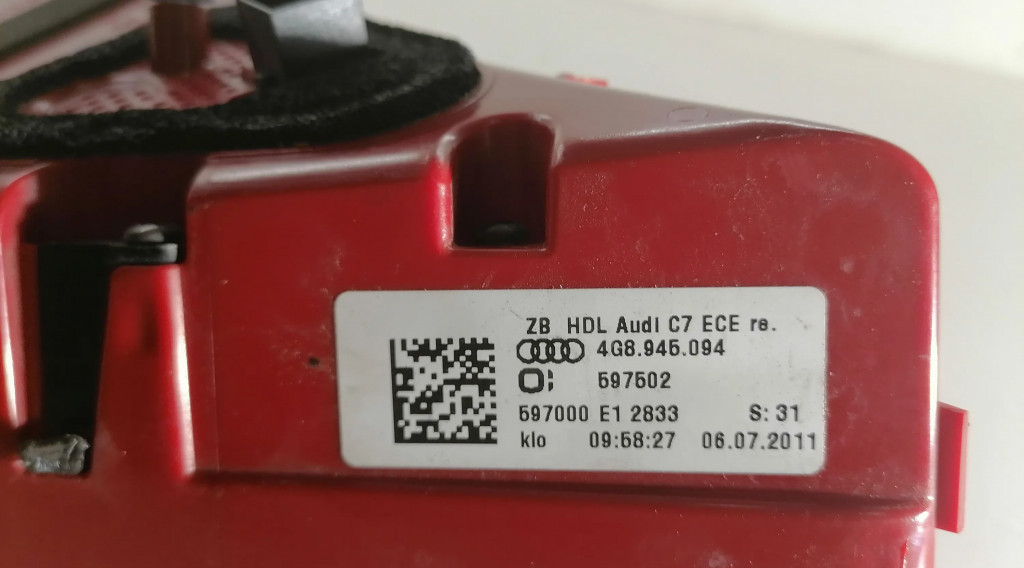 ZB HDL Audi C7 ECE re.
4G8.945.094
597502
597000 E1 2833 S: 31
klo 09:58:27 06.07.2011